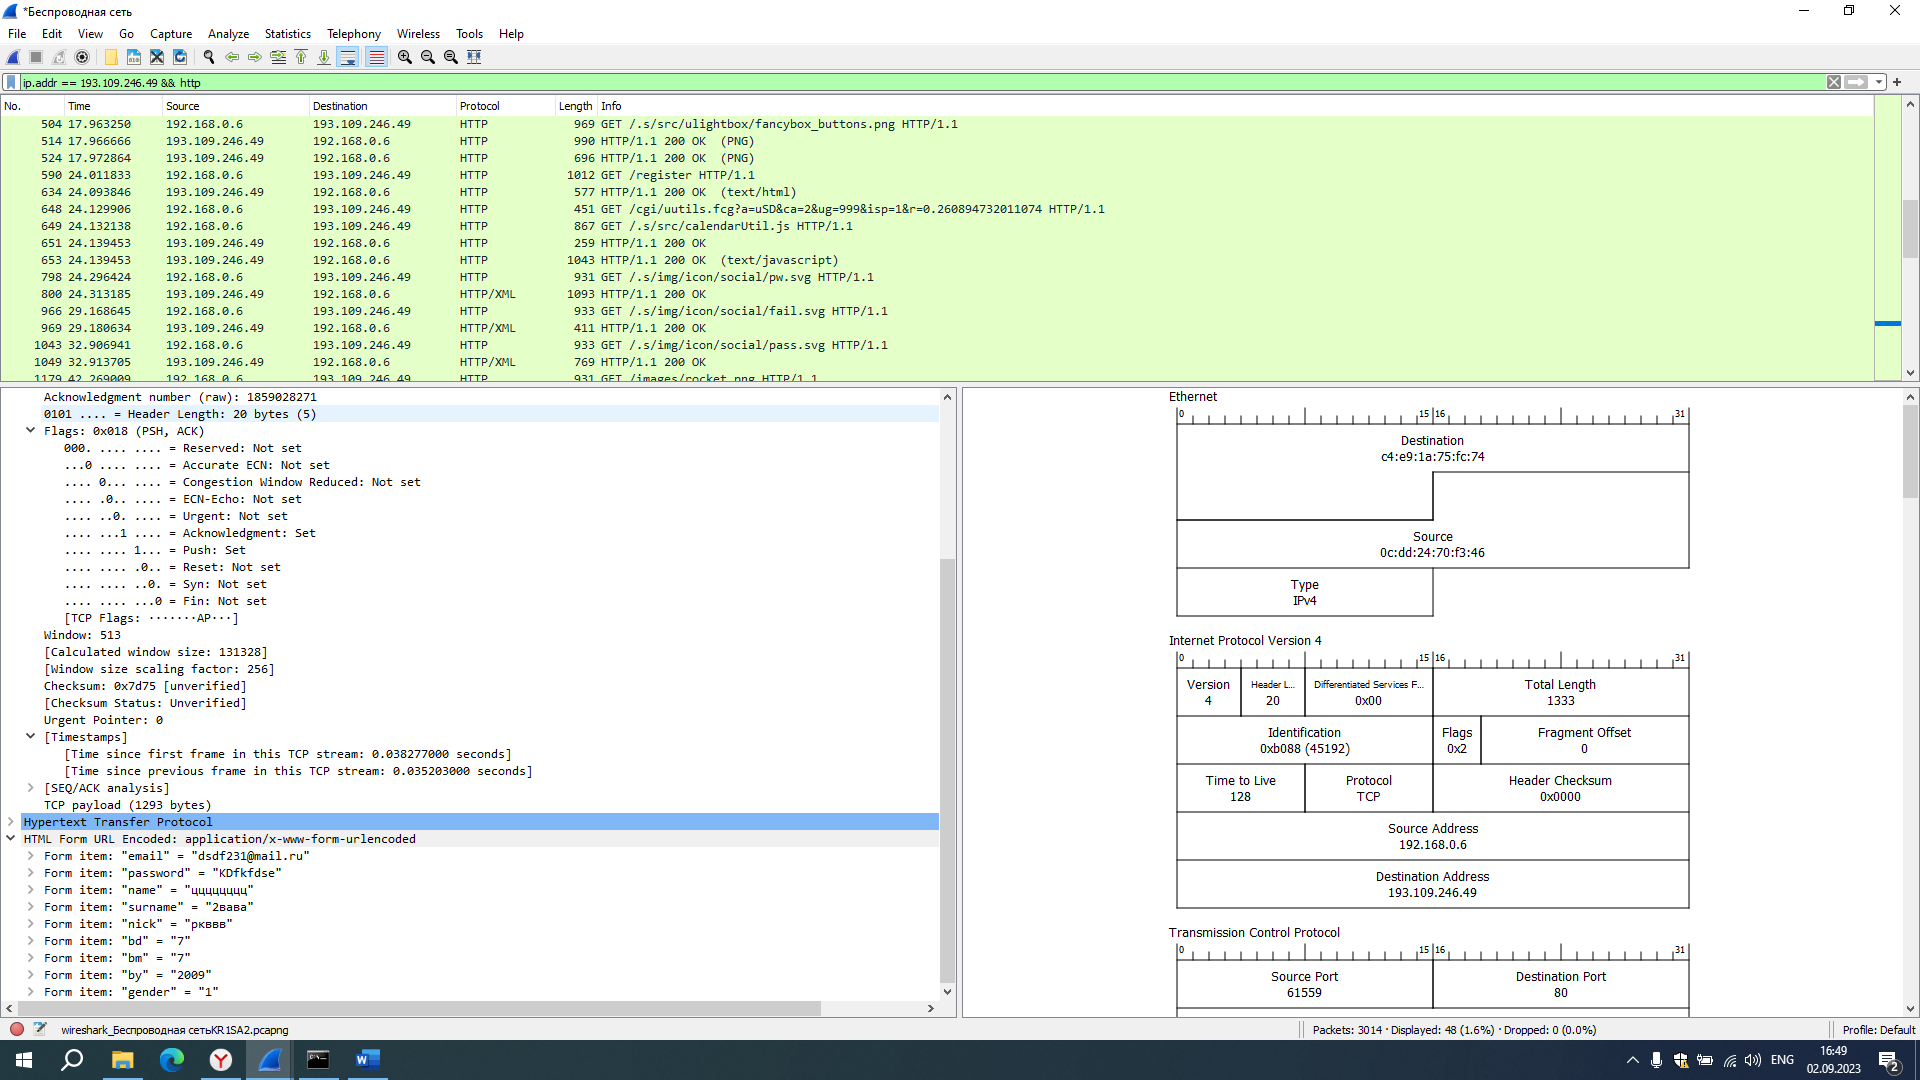 *Беспроводная сеть
File Edit View Go Capture Analyze Statistics Telephony Wireless Tools Help
ip.addr == 193.109.246.49 && http
No. Time Source Destination Protocol Length Info
504 17.963250 192.168.0.6 193.109.246.49 HTTP 969 GET /.s/src/ulightbox/fancybox_buttons.png HTTP/1.1
514 17.966666 193.109.246.49 192.168.0.6 HTTP 990 HTTP/1.1 200 OK (PNG)
524 17.972864 193.109.246.49 192.168.0.6 HTTP 696 HTTP/1.1 200 OK (PNG)
590 24.011833 192.168.0.6 193.109.246.49 HTTP 1012 GET /register HTTP/1.1
634 24.093846 193.109.246.49 192.168.0.6 HTTP 577 HTTP/1.1 200 OK (text/html)
648 24.129906 192.168.0.6 193.109.246.49 HTTP 451 GET /cgi/uutils.fcg?a=uSD&ca=2&ug=999&isp=1&r=0.260894732011074 HTTP/1.1
649 24.132138 192.168.0.6 193.109.246.49 HTTP 867 GET /.s/src/calendarUtil.js HTTP/1.1
651 24.139453 193.109.246.49 192.168.0.6 HTTP 259 HTTP/1.1 200 OK
653 24.139453 193.109.246.49 192.168.0.6 HTTP 1043 HTTP/1.1 200 OK (text/javascript)
798 24.296424 192.168.0.6 193.109.246.49 HTTP 931 GET /.s/img/icon/social/pw.svg HTTP/1.1
800 24.313185 193.109.246.49 192.168.0.6 HTTP/XML 1093 HTTP/1.1 200 OK
966 29.168645 192.168.0.6 193.109.246.49 HTTP 933 GET /.s/img/icon/social/fail.svg HTTP/1.1
969 29.180634 193.109.246.49 192.168.0.6 HTTP/XML 411 HTTP/1.1 200 OK
1043 32.906941 192.168.0.6 193.109.246.49 HTTP 933 GET /.s/img/icon/social/pass.svg HTTP/1.1
1049 32.913705 193.109.246.49 192.168.0.6 HTTP/XML 769 HTTP/1.1 200 OK
1179 42.269009 192.168.0.6 193.109.246.49 HTTP 931 GET /images/rocket.png HTTP/1.1
Acknowledgment number (raw): 1859028271
0101 .... = Header Length: 20 bytes (5)
Flags: 0x018 (PSH, ACK)
000. .... .... = Reserved: Not set
...0 .... .... = Accurate ECN: Not set
.... 0... .... = Congestion Window Reduced: Not set
.... .0.. .... = ECN-Echo: Not set
.... ..0. .... = Urgent: Not set
.... ...1 .... = Acknowledgment: Set
.... .... 1... = Push: Set
.... .... .0.. = Reset: Not set
.... .... ..0. = Syn: Not set
.... .... ...0 = Fin: Not set
[TCP Flags: ·······AP···]
Window: 513
[Calculated window size: 131328]
[Window size scaling factor: 256]
Checksum: 0x7d75 [unverified]
[Checksum Status: Unverified]
Urgent Pointer: 0
[Timestamps]
[Time since first frame in this TCP stream: 0.038277000 seconds]
[Time since previous frame in this TCP stream: 0.035203000 seconds]
[SEQ/ACK analysis]
TCP payload (1293 bytes)
Hypertext Transfer Protocol
HTML Form URL Encoded: application/x-www-form-urlencoded
Form item: "email" = "dsdf231@mail.ru"
Form item: "password" = "KDfkfdse"
Form item: "name" = "цццццццц"
Form item: "surname" = "2вава"
Form item: "nick" = "рквввв"
Form item: "bd" = "7"
Form item: "bm" = "7"
Form item: "by" = "2009"
Form item: "gender" = "1"
Ethernet
0 15 16 31
Destination
c4:e9:1a:75:fc:74
Source
0c:dd:24:70:f3:46
Type
IPv4
Internet Protocol Version 4
0 15 16 31
Version Header L... Differentiated Services F... Total Length
4 20 0x00 1333
Identification Flags Fragment Offset
0xb088 (45192) 0x2 0
Time to Live Protocol Header Checksum
128 TCP 0x0000
Source Address
192.168.0.6
Destination Address
193.109.246.49
Transmission Control Protocol
0 15 16 31
Source Port Destination Port
61559 80
wireshark_Беспроводная сетьKR1SA2.pcapng
Packets: 3014 · Displayed: 48 (1.6%) · Dropped: 0 (0.0%)
Profile: Default
ENG
16:49
02.09.2023
2